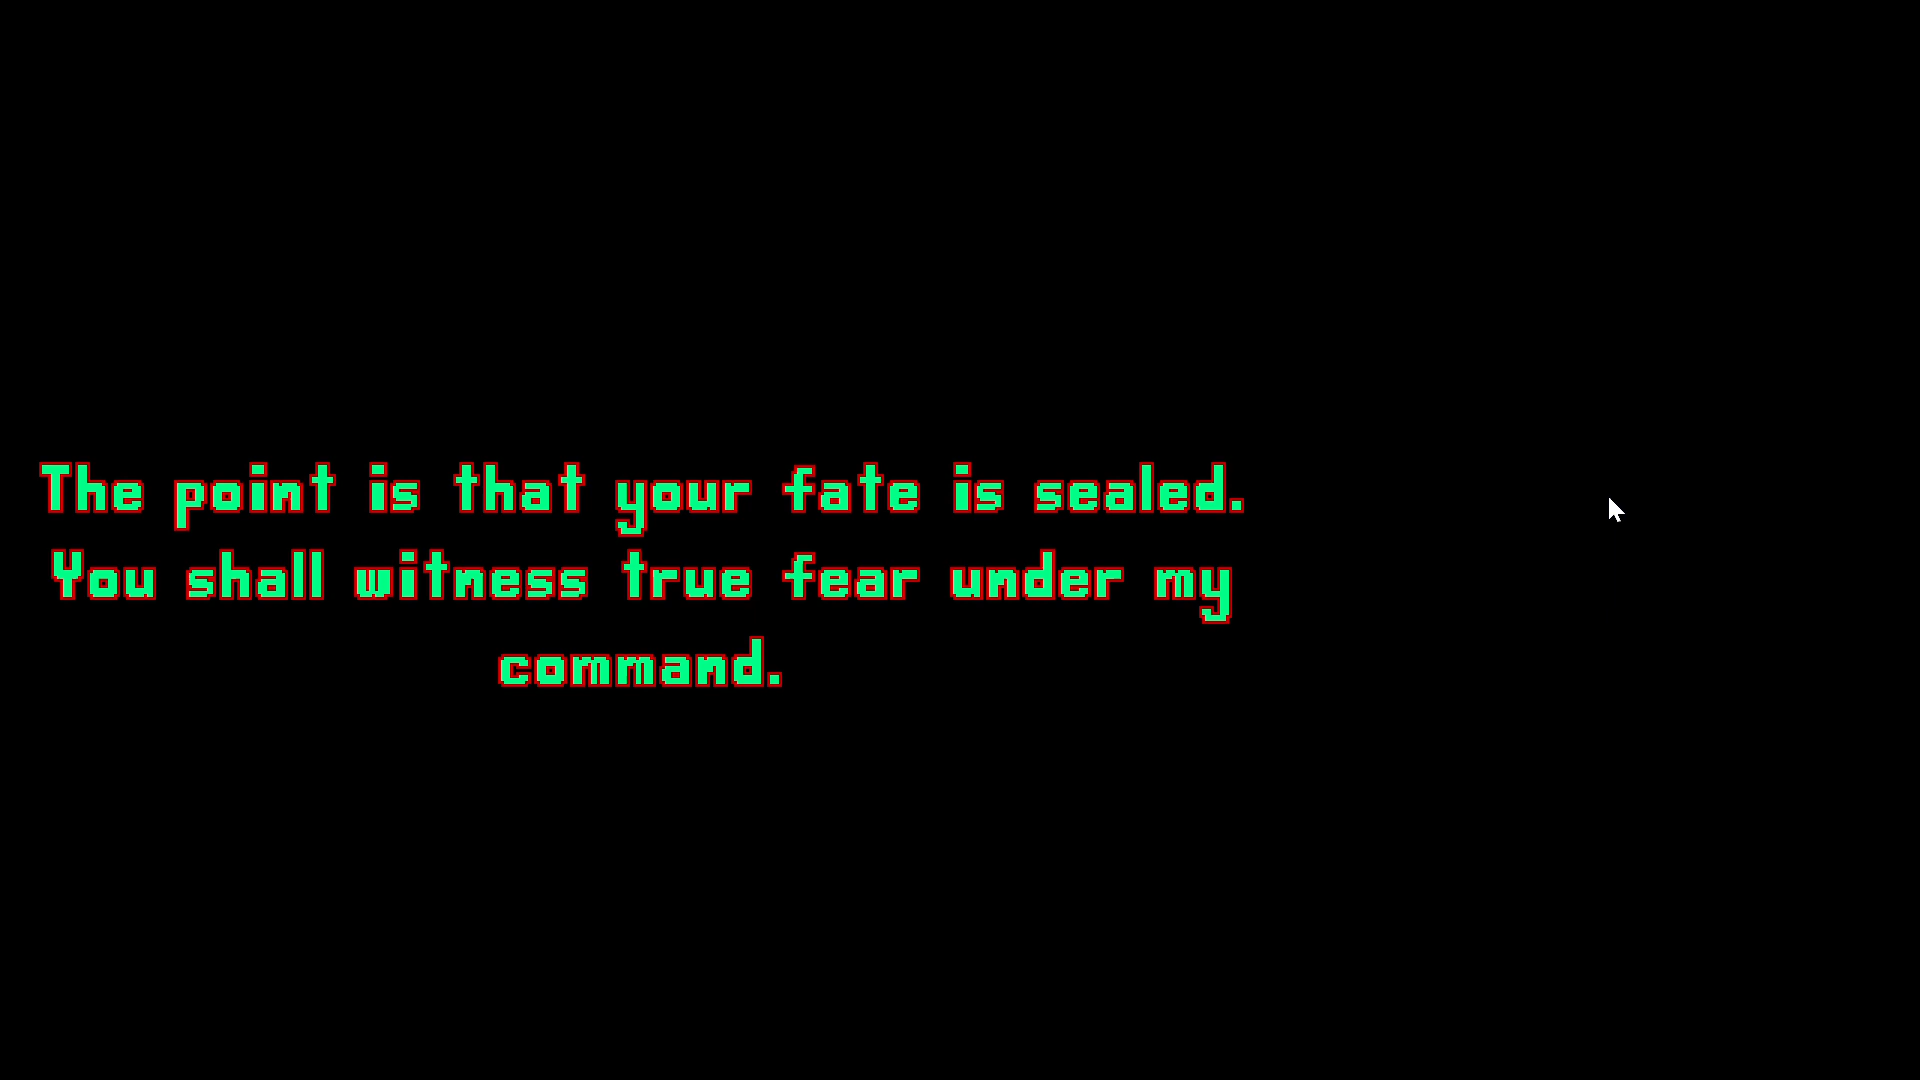 The point is that your fate is sealed.
You shall witness true fear under my
command.